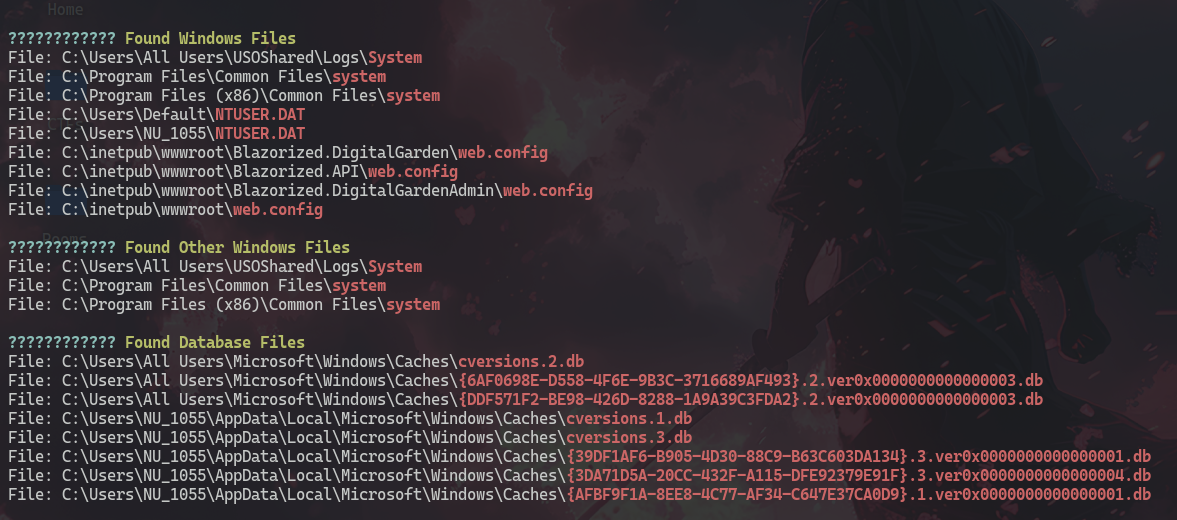 Home
???????????? Found Windows Files
File: C:\Users\All Users\USOShared\Logs\System
File: C:\Program Files\Common Files\system
File: C:\Program Files (x86)\Common Files\system
File: C:\Users\Default\NTUSER.DAT
File: C:\Users\NU_1055\NTUSER.DAT
File: C:\inetpub\wwwroot\Blazorized.DigitalGarden\web.config
File: C:\inetpub\wwwroot\Blazorized.API\web.config
File: C:\inetpub\wwwroot\Blazorized.DigitalGardenAdmin\web.config
File: C:\inetpub\wwwroot\web.config
???????????? Found Other Windows Files
File: C:\Users\All Users\USOShared\Logs\System
File: C:\Program Files\Common Files\system
File: C:\Program Files (x86)\Common Files\system
???????????? Found Database Files
File: C:\Users\All Users\Microsoft\Windows\Caches\cversions.2.db
File: C:\Users\All Users\Microsoft\Windows\Caches\{6AF0698E-D558-4F6E-9B3C-3716689AF493}.2.ver0x0000000000000003.db
File: C:\Users\All Users\Microsoft\Windows\Caches\{DDF571F2-BE98-426D-8288-1A9A39C3FDA2}.2.ver0x0000000000000003.db
File: C:\Users\NU_1055\AppData\Local\Microsoft\Windows\Caches\cversions.1.db
File: C:\Users\NU_1055\AppData\Local\Microsoft\Windows\Caches\cversions.3.db
File: C:\Users\NU_1055\AppData\Local\Microsoft\Windows\Caches\{39DF1AF6-B905-4D30-88C9-B63C603DA134}.3.ver0x0000000000000001.db
File: C:\Users\NU_1055\AppData\Local\Microsoft\Windows\Caches\{3DA71D5A-20CC-432F-A115-DFE92379E91F}.3.ver0x0000000000000004.db
File: C:\Users\NU_1055\AppData\Local\Microsoft\Windows\Caches\{AFBF9F1A-8EE8-4C77-AF34-C647E37CA0D9}.1.ver0x0000000000000001.db